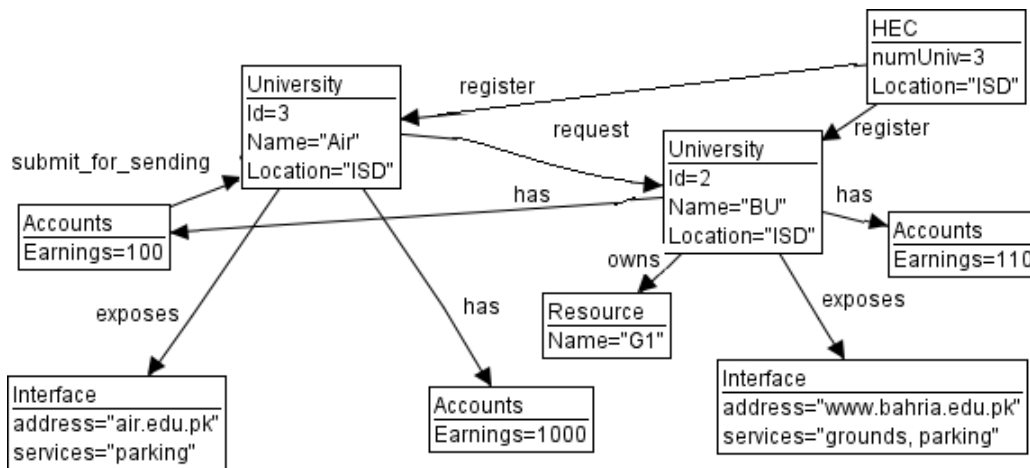 HEC
numUniv=3
Location="ISD"
University
Id=3
Name="Air"
Location="ISD"
register
request
register
submit_for_sending
University
Id=2
Name="BU"
Location="ISD"
has
has
Accounts
Earnings=100
Accounts
Earnings=110
owns
exposes
has
exposes
Resource
Name="G1"
Interface
address="air.edu.pk"
services="parking"
Accounts
Earnings=1000
Interface
address="www.bahria.edu.pk"
services="grounds, parking"